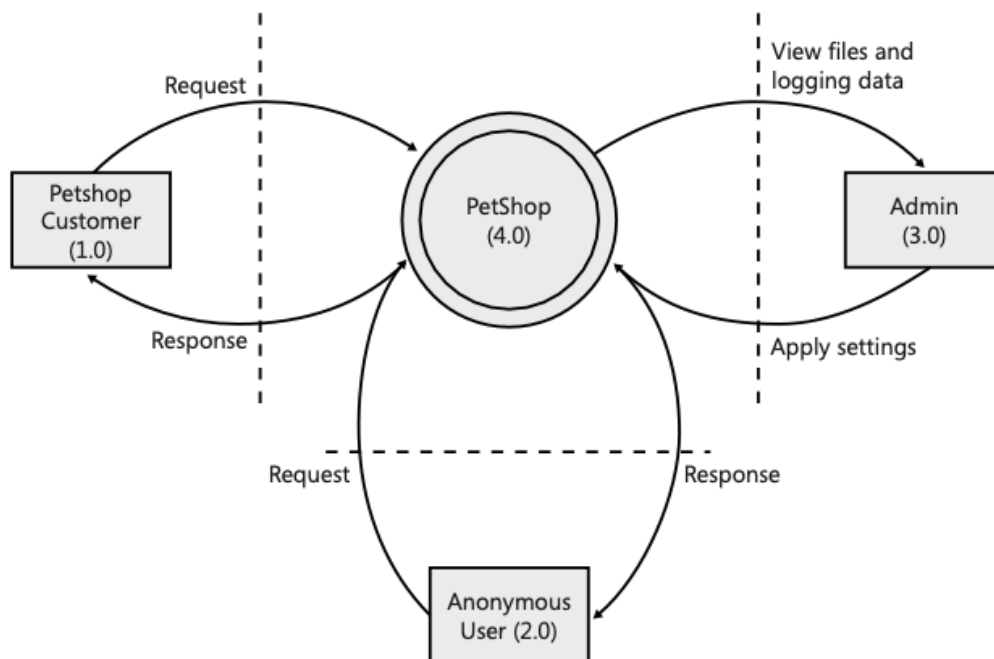 View files and
logging data
Request
Petshop
Customer
(1.0)
PetShop
(4.0)
Admin
(3.0)
Response
Apply settings
Request
Response
Anonymous
User (2.0)